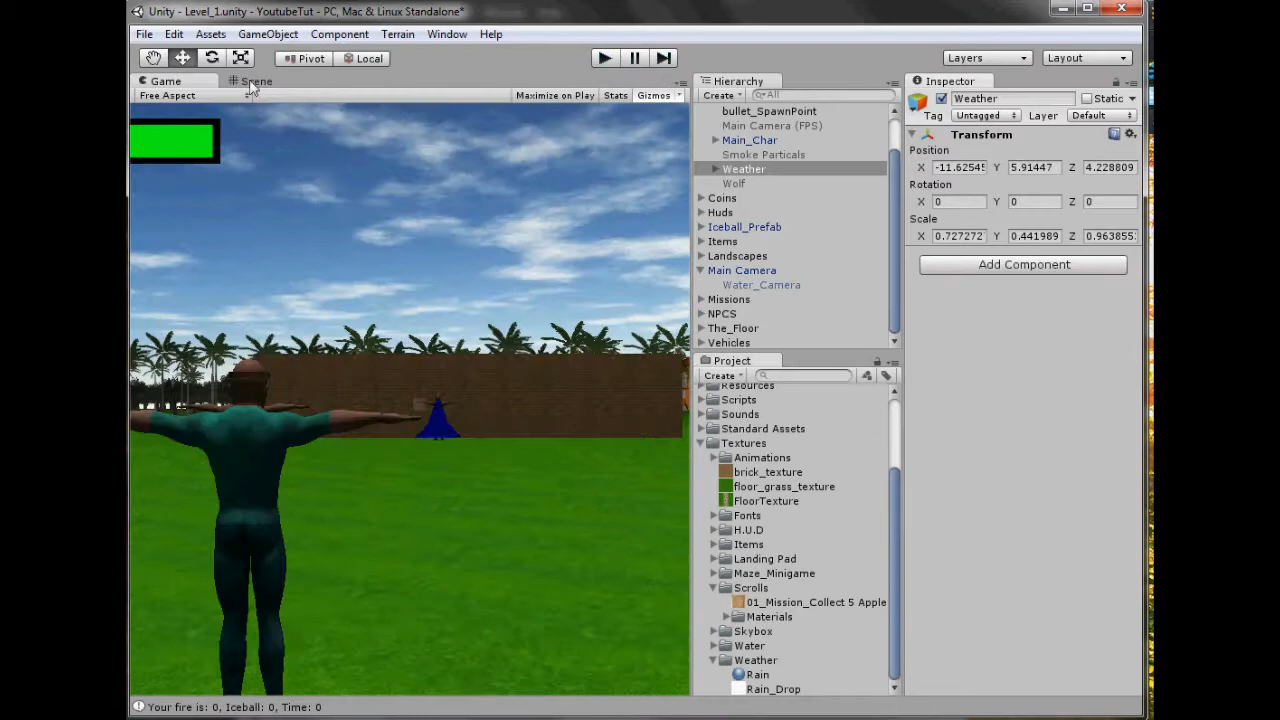 Unity - Level_1.unity - YoutubeTut - PC, Mac & Linux Standalone*
File Edit Assets GameObject Component Terrain Window Help
Pivot Local Layers Layout
Game Scene
Free Aspect Maximize on Play Stats Gizmos
Hierarchy
Create All
bullet_SpawnPoint
Main Camera (FPS)
Main_Char
Smoke Particals
Weather
Wolf
Coins
Huds
Iceball_Prefab
Items
Landscapes
Main Camera
Water_Camera
Missions
NPCS
The_Floor
Vehicles
Project
Create
Resources
Scripts
Sounds
Standard Assets
Textures
Animations
brick_texture
floor_grass_texture
FloorTexture
Fonts
H.U.D
Items
Landing Pad
Maze_Minigame
Scrolls
01_Mission_Collect 5 Apple
Materials
Skybox
Water
Weather
Rain
Rain_Drop
Inspector
Weather Static
Tag Untagged Layer Default
Transform
Position
X -11.62545 Y 5.91447 Z 4.228809
Rotation
X 0 Y 0 Z 0
Scale
X 0.727272 Y 0.441989 Z 0.963855
Add Component
Your fire is: 0, Iceball: 0, Time: 0